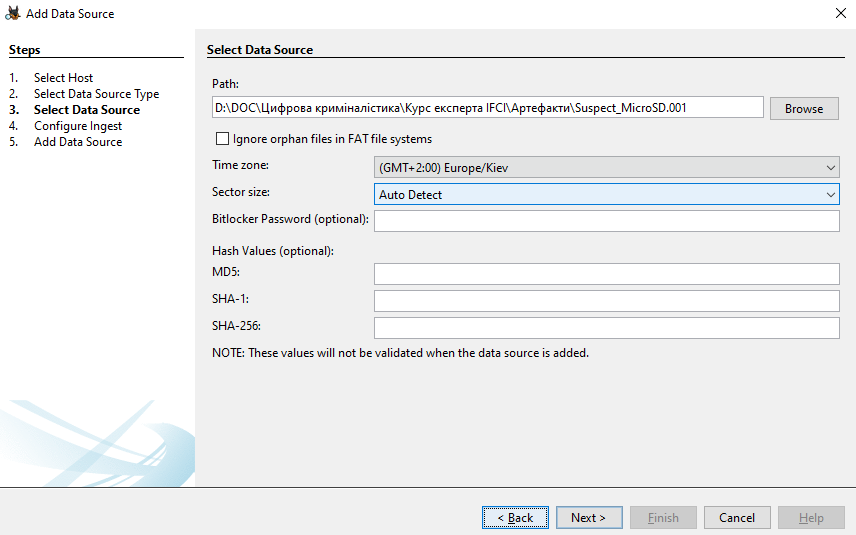 Add Data Source
Steps
1. Select Host
2. Select Data Source Type
3. Select Data Source
4. Configure Ingest
5. Add Data Source
Select Data Source
Path:
D:\DOC\Цифрова криміналістика\Курс експерта IFCI\Артефакти\Suspect_MicroSD.001
Browse
Ignore orphan files in FAT file systems
Time zone: (GMT+2:00) Europe/Kiev
Sector size: Auto Detect
Bitlocker Password (optional):
Hash Values (optional):
MD5:
SHA-1:
SHA-256:
NOTE: These values will not be validated when the data source is added.
< Back Next > Finish Cancel Help